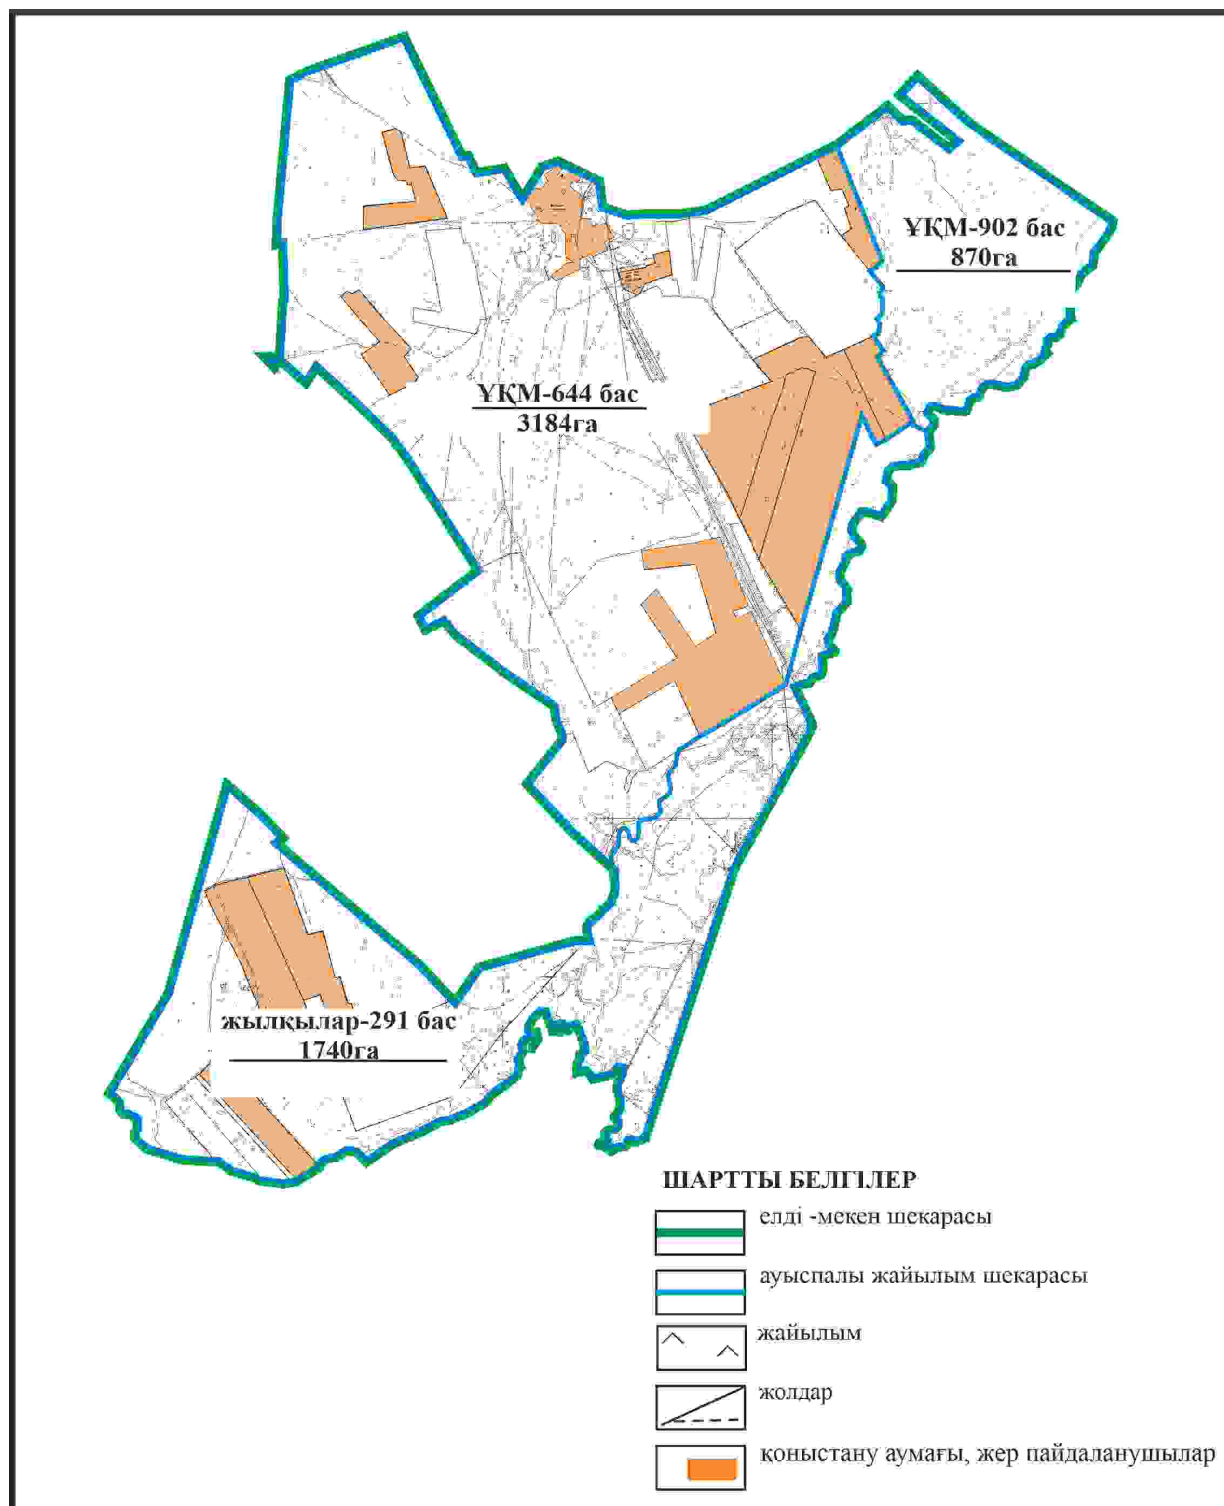 ҰҚМ-902 бас
870га
ҰҚМ-644 бас
3184га
жылқылар-291 бас
1740га
ШАРТТЫ БЕЛГІЛЕР
елді -мекен шекарасы
ауыспалы жайылым шекарасы
жайылым
жолдар
қоныстану аумағы, жер пайдаланушылар